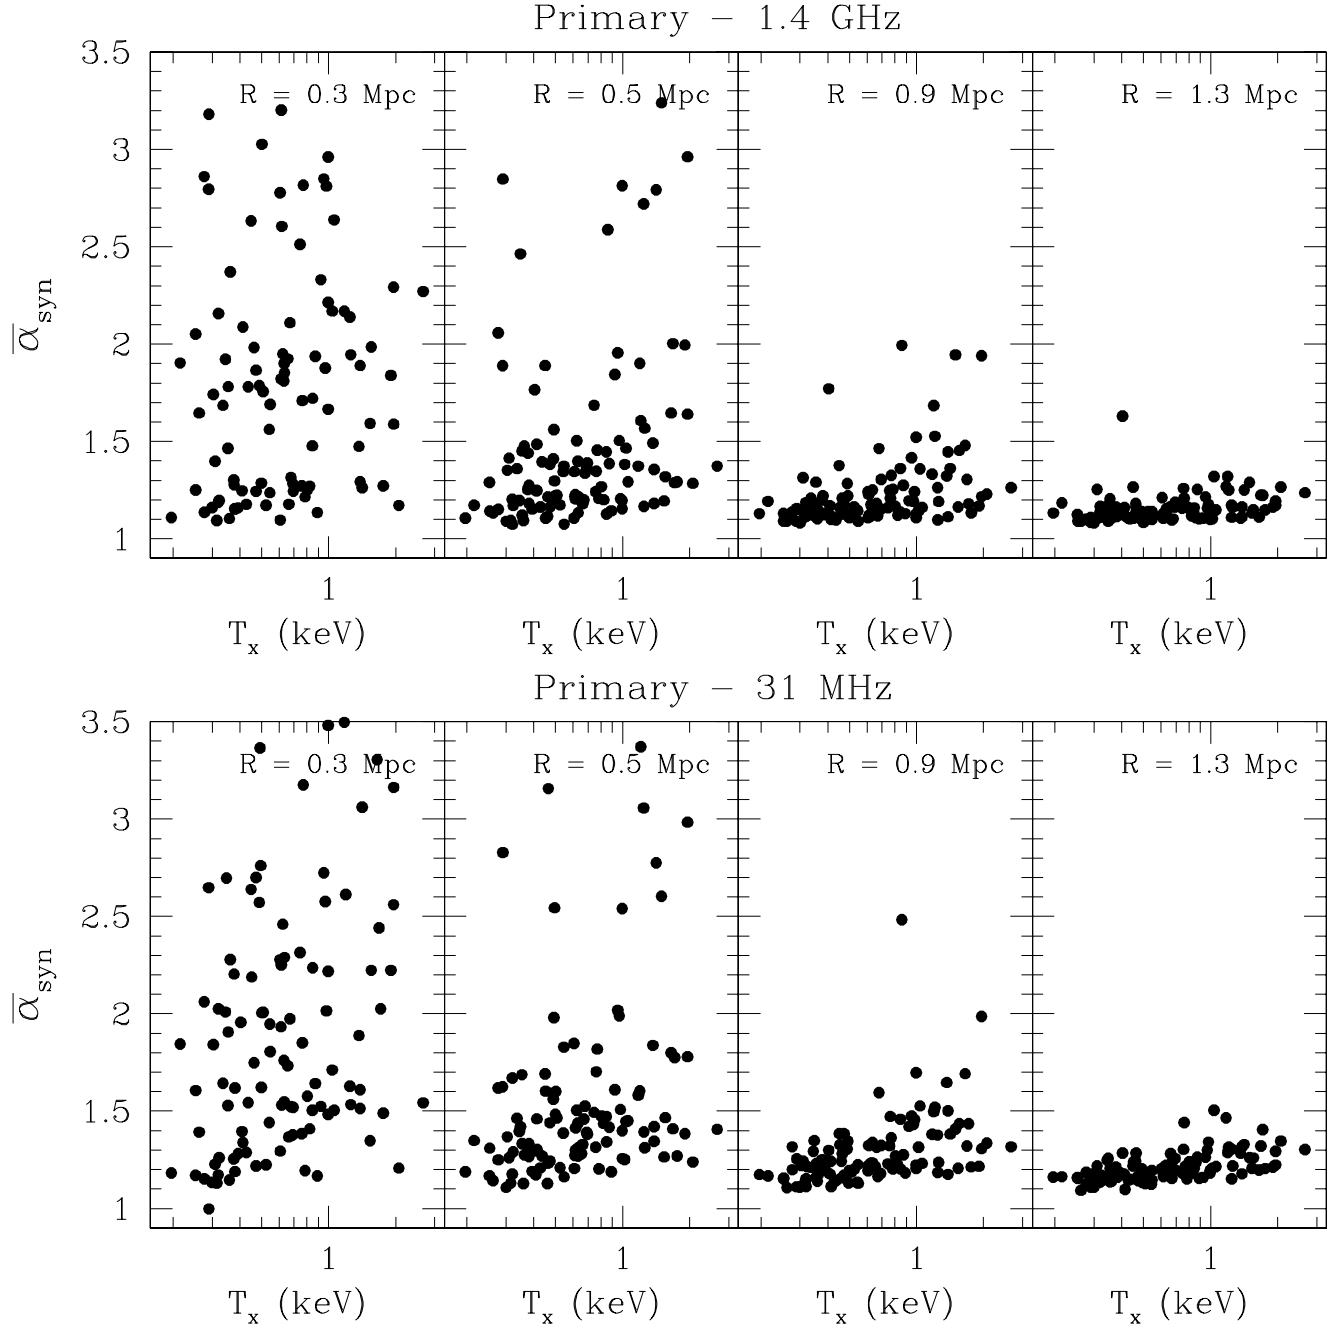 Primary – 1.4 GHz
R = 0.3 Mpc
R = 0.5 Mpc
R = 0.9 Mpc
R = 1.3 Mpc
3.5
3
2.5
2
1.5
1
α̅syn
1
1
1
1
Tx (keV)
Tx (keV)
Tx (keV)
Tx (keV)
Primary – 31 MHz
R = 0.3 Mpc
R = 0.5 Mpc
R = 0.9 Mpc
R = 1.3 Mpc
3.5
3
2.5
2
1.5
1
α̅syn
1
1
1
1
Tx (keV)
Tx (keV)
Tx (keV)
Tx (keV)